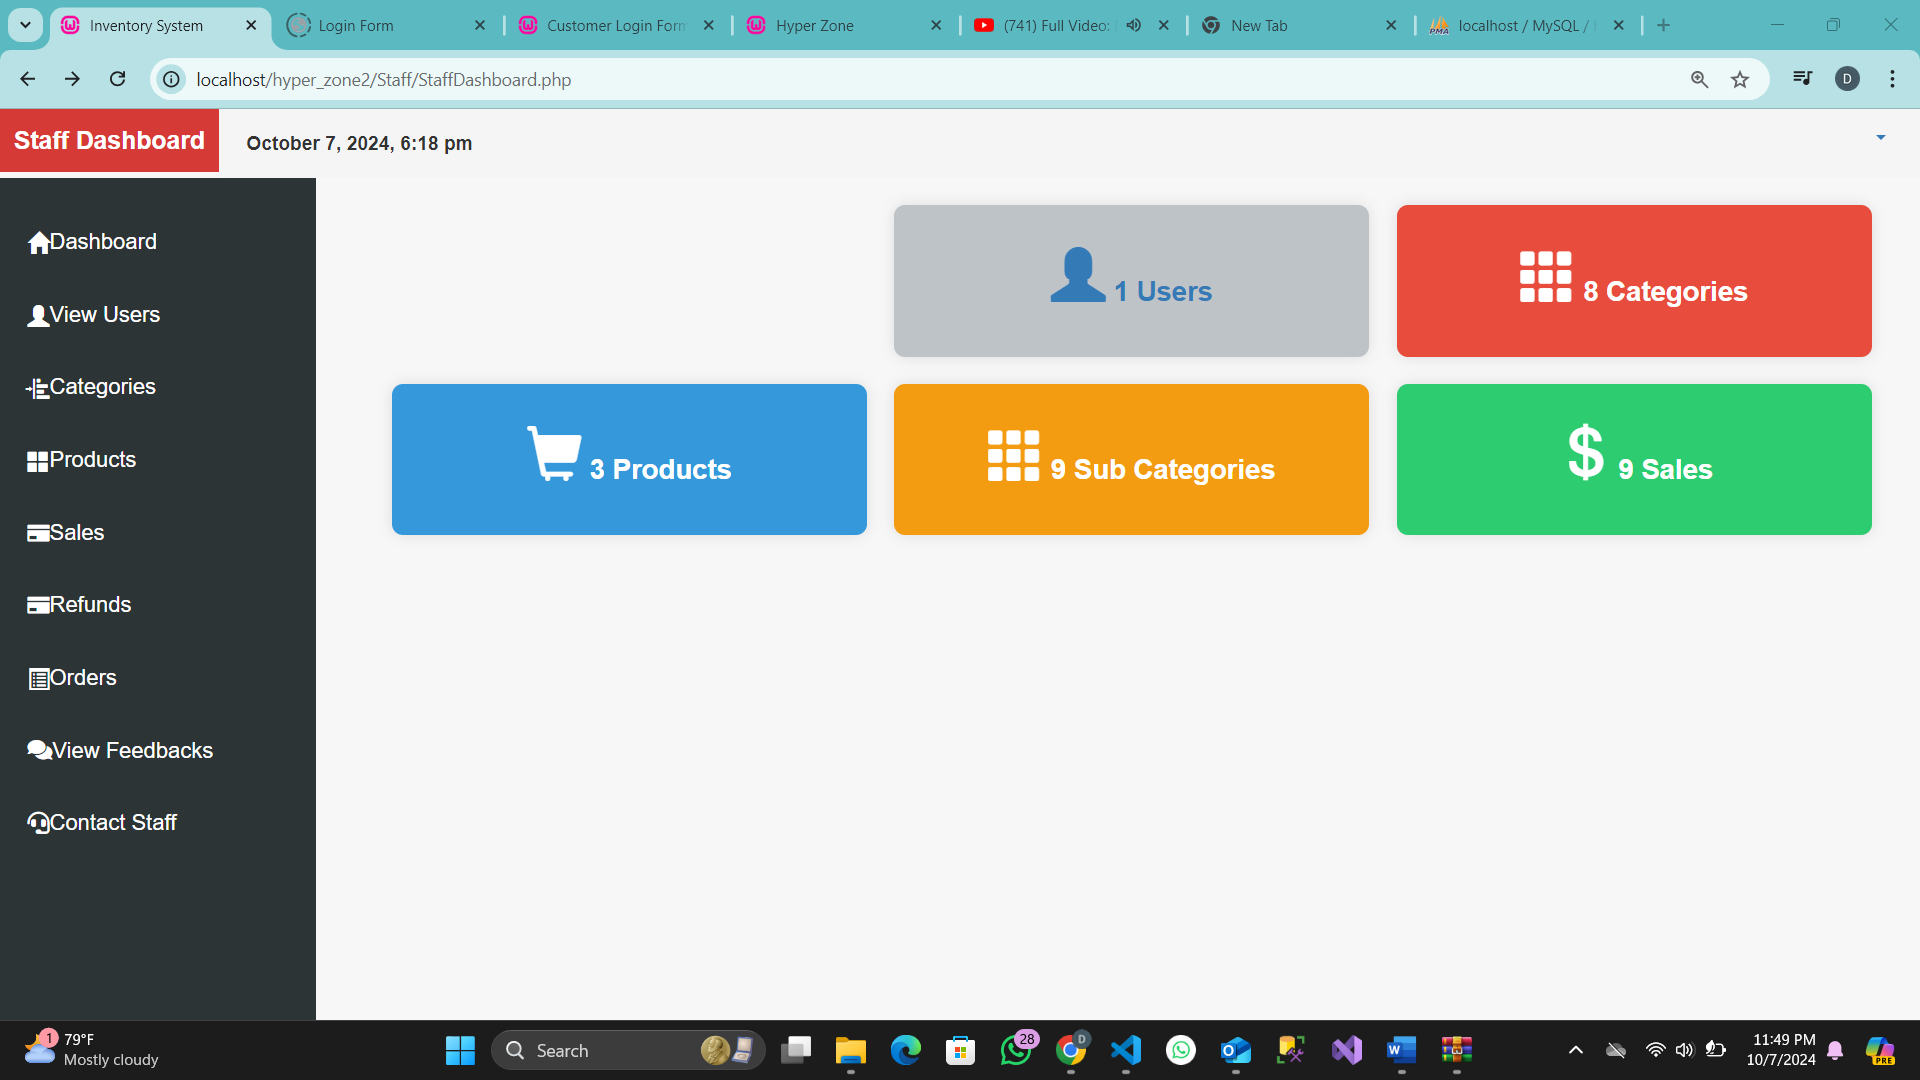 Inventory System
Login Form
Customer Login Form
Hyper Zone
(741) Full Video:
New Tab
localhost / MySQL /
localhost/hyper_zone2/Staff/StaffDashboard.php
D
Staff Dashboard
October 7, 2024, 6:18 pm
Dashboard
View Users
Categories
Products
Sales
Refunds
Orders
View Feedbacks
Contact Staff
1 Users
8 Categories
3 Products
9 Sub Categories
$ 9 Sales
1
79°F
Mostly cloudy
Search
28
D
11:49 PM
10/7/2024
PRE